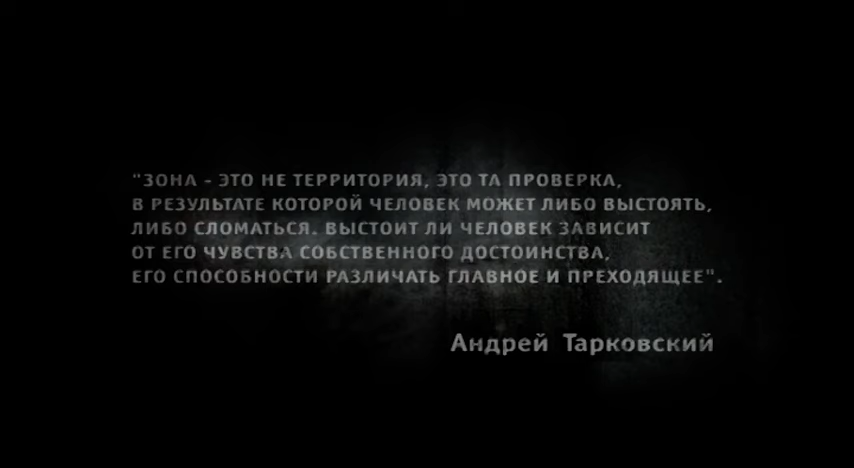 "ЗОНА - ЭТО НЕ ТЕРРИТОРИЯ, ЭТО ТА ПРОВЕРКА,
В РЕЗУЛЬТАТЕ КОТОРОЙ ЧЕЛОВЕК МОЖЕТ ЛИБО ВЫСТОЯТЬ,
ЛИБО СЛОМАТЬСЯ. ВЫСТОИТ ЛИ ЧЕЛОВЕК ЗАВИСИТ
ОТ ЕГО ЧУВСТВА СОБСТВЕННОГО ДОСТОИНСТВА,
ЕГО СПОСОБНОСТИ РАЗЛИЧАТЬ ГЛАВНОЕ И ПРЕХОДЯЩЕЕ".
Андрей Тарковский